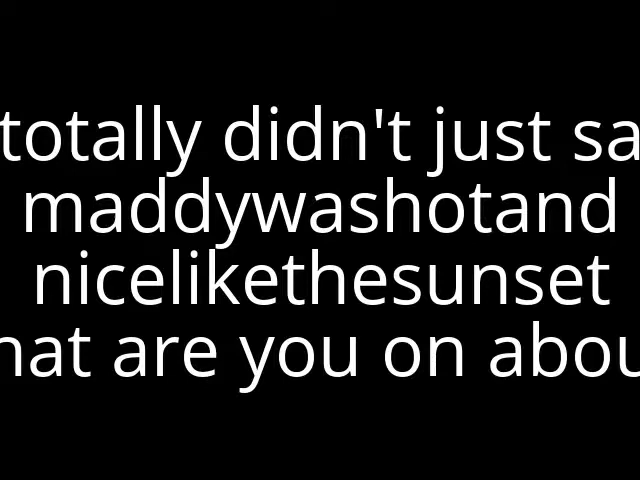 totally didn't just sa
maddywashotand
nicelikethesunset
hat are you on abou